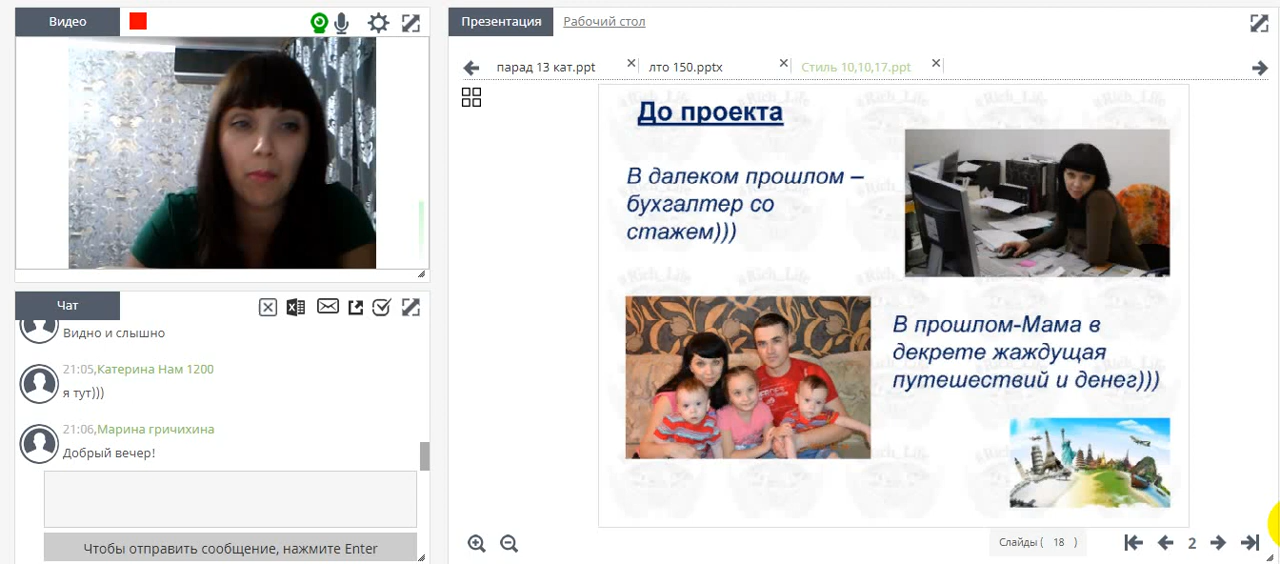 Видео
Презентация
Рабочий стол
парад 13 кат.ppt
лто 150.pptx
Стиль 10,10,17.ppt
До проекта
В далеком прошлом –
бухгалтер со
стажем)))
В прошлом-Мама в
декрете жаждущая
путешествий и денег)))
Чат
Видно и слышно
21:05,Катерина Нам 1200
я тут)))
21:06,Марина гричихина
Добрый вечер!
Чтобы отправить сообщение, нажмите Enter
Слайды ( 18 )
2